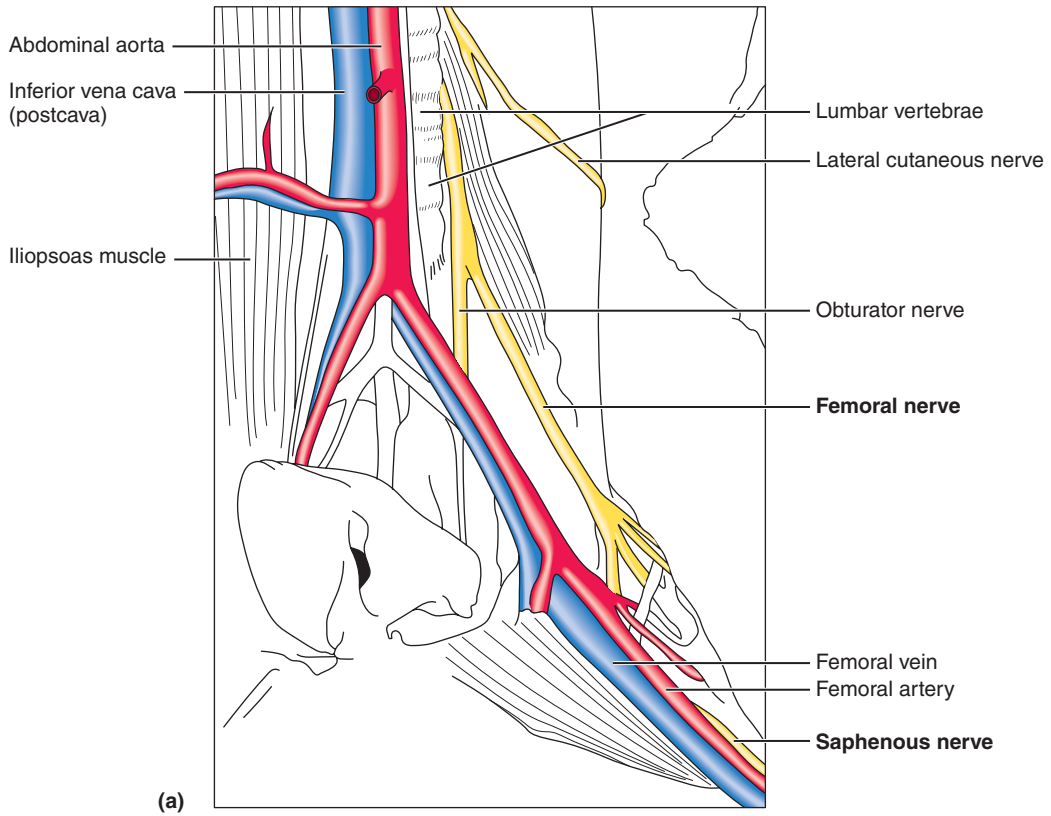 Abdominal aorta
Inferior vena cava
(postcava)
Iliopsoas muscle
Lumbar vertebrae
Lateral cutaneous nerve
Obturator nerve
Femoral nerve
Femoral vein
Femoral artery
Saphenous nerve
(a)